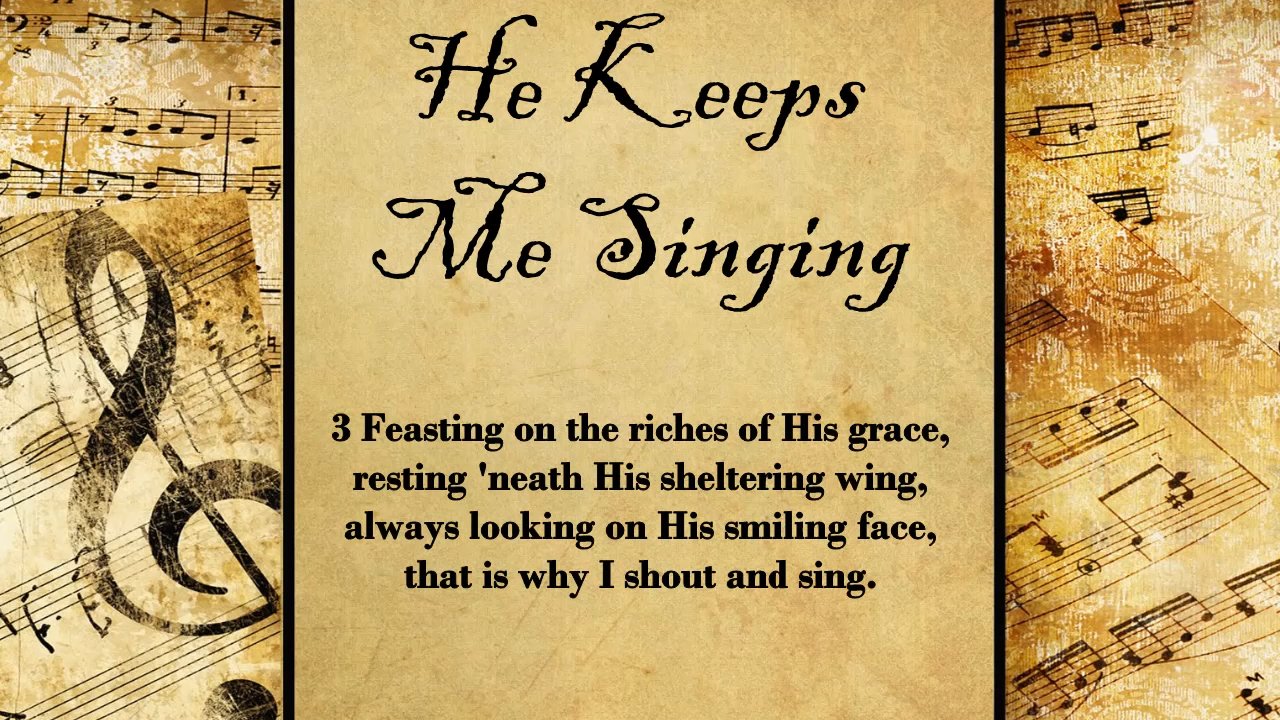 He Keeps
Me Singing
3 Feasting on the riches of His grace,
resting 'neath His sheltering wing,
always looking on His smiling face,
that is why I shout and sing.